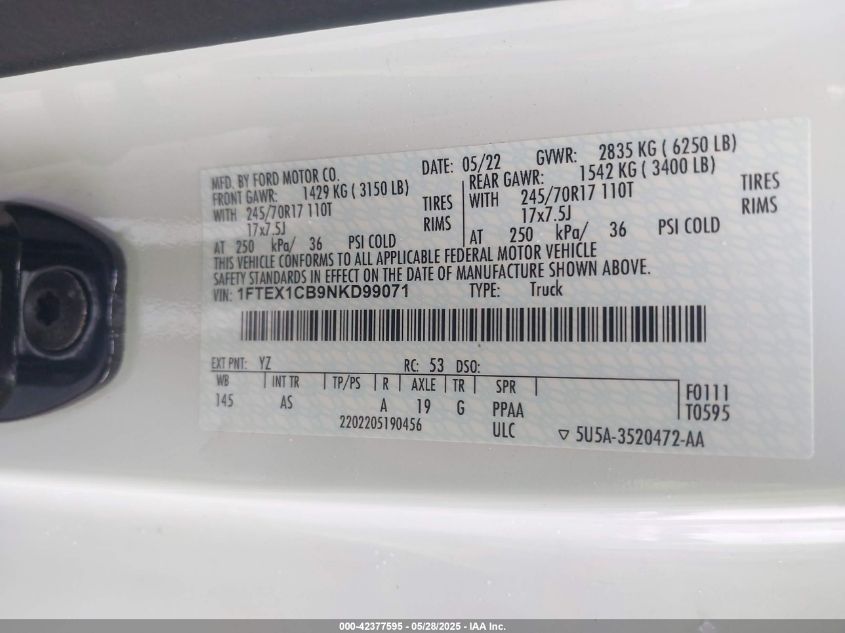 MFD. BY FORD MOTOR CO. DATE: 05/22 GVWR: 2835 KG ( 6250 LB)
FRONT GAWR: 1429 KG ( 3150 LB) REAR GAWR: 1542 KG ( 3400 LB)
WITH 245/70R17 110T TIRES WITH 245/70R17 110T TIRES
17x7.5J RIMS 17x7.5J RIMS
AT 250 kPa/ 36 PSI COLD AT 250 kPa/ 36 PSI COLD
THIS VEHICLE CONFORMS TO ALL APPLICABLE FEDERAL MOTOR VEHICLE
SAFETY STANDARDS IN EFFECT ON THE DATE OF MANUFACTURE SHOWN ABOVE.
VIN: 1FTEX1CB9NKD99071 TYPE: Truck
EXT PNT: YZ RC: 53 DSO:
WB INT TR TP/PS R AXLE TR SPR F0111
145 AS A 19 G PPAA T0595
2202205190456 ULC ▽ 5U5A-3520472-AA
000-42377595 - 05/28/2025 - IAA Inc.